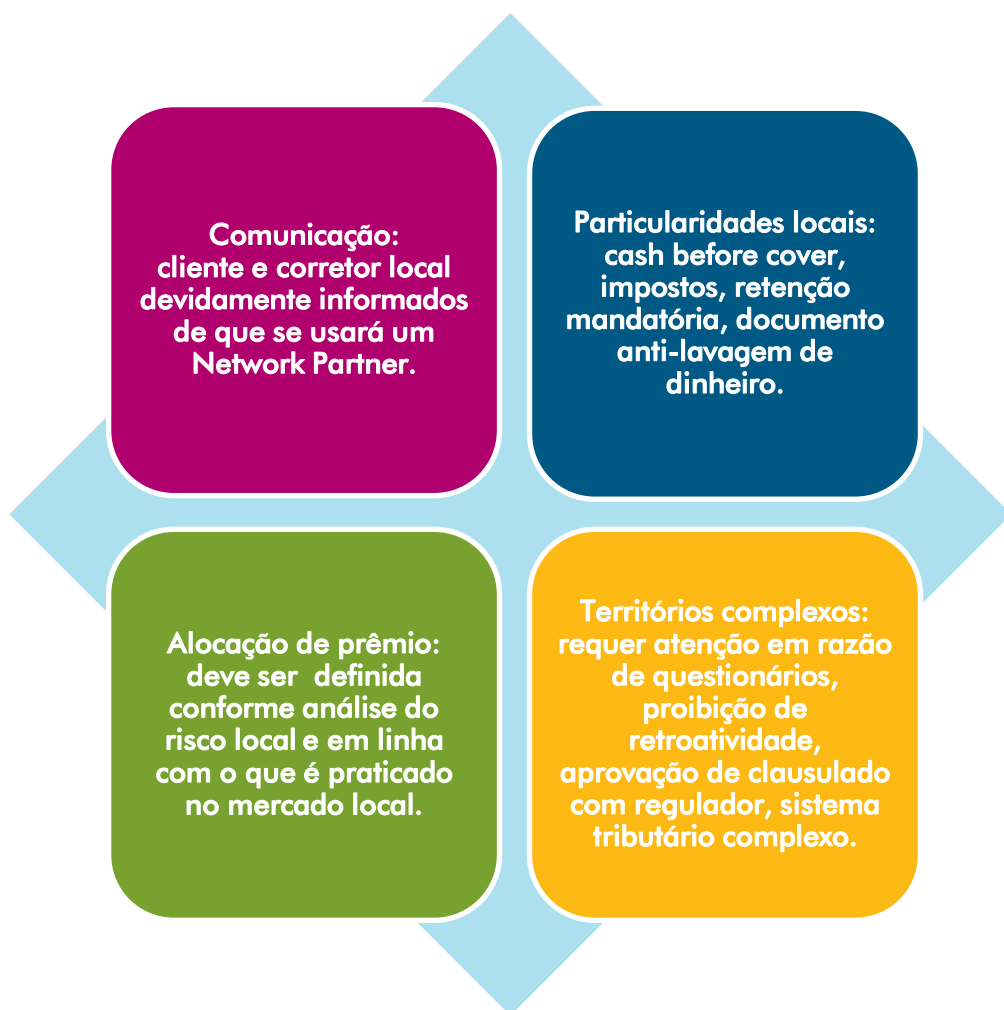 Comunicação:
cliente e corretor local
devidamente informados
de que se usará um
Network Partner.
Particularidades locais:
cash before cover,
impostos, retenção
mandatória, documento
anti-lavagem de
dinheiro.
Alocação de prêmio:
deve ser  definida
conforme análise do
risco local e em linha
com o que é praticado
no mercado local.
Territórios complexos:
requer atenção em razão
de questionários,
proibição de
retroatividade,
aprovação de clausulado
com regulador, sistema
tributário complexo.